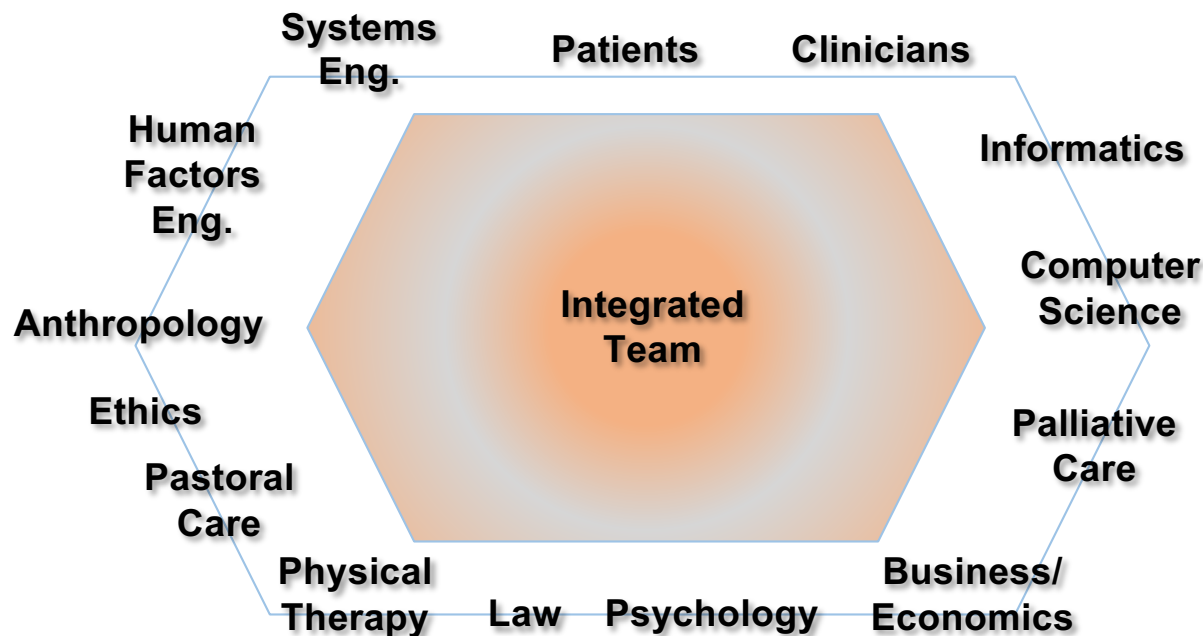 Systems
Eng.
Patients
Clinicians
Human
Factors
Eng.
Informatics
Anthropology
Integrated
Team
Computer
Science
Ethics
Palliative
Care
Pastoral
Care
Physical
Therapy
Law
Psychology
Business/
Economics